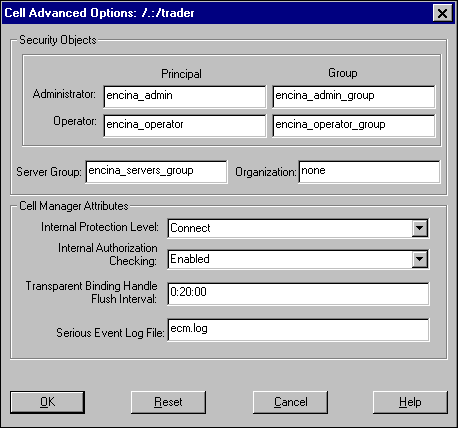 Cell Advanced Options: /.:/trader
Security Objects
Principal Group
Administrator: encina_admin encina_admin_group
Operator: encina_operator encina_operator_group
Server Group: encina_servers_group Organization: none
Cell Manager Attributes
Internal Protection Level: Connect
Internal Authorization
Checking: Enabled
Transparent Binding Handle
Flush Interval: 0:20:00
Serious Event Log File: ecm.log
OK Reset Cancel Help